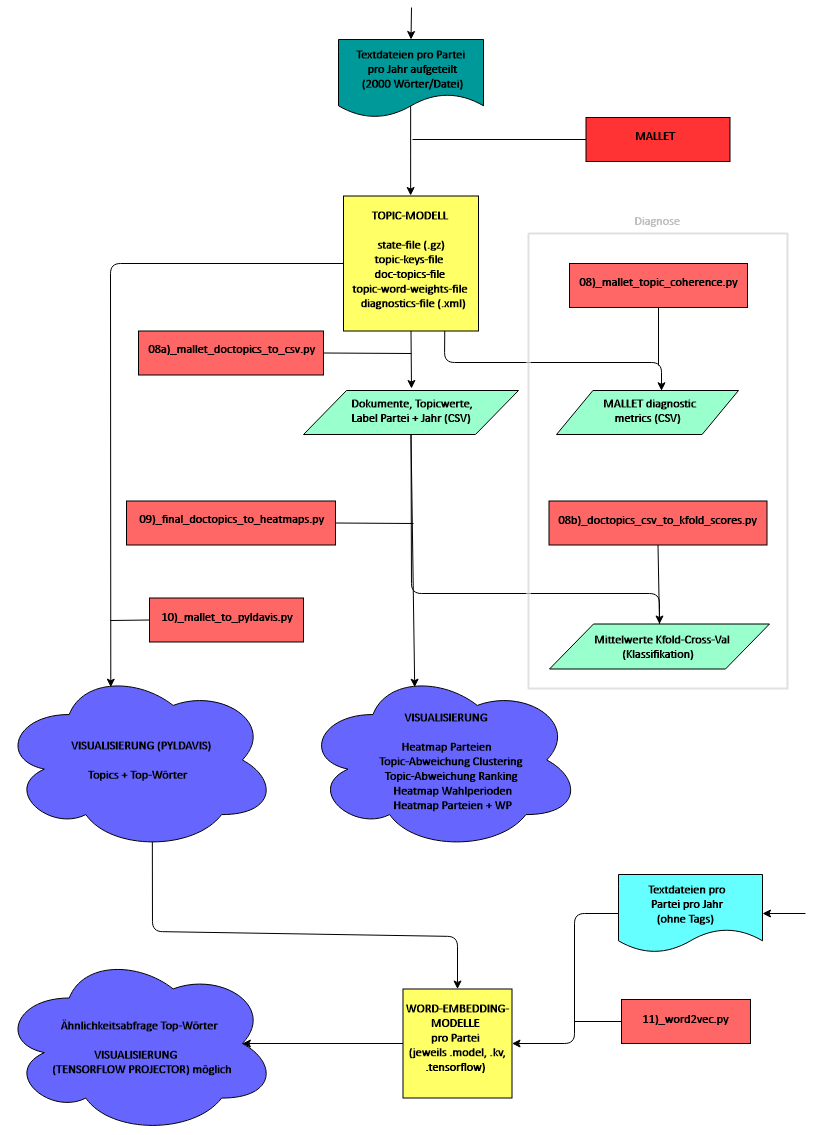 Textdateien pro Partei
pro Jahr aufgeteilt
(2000 Wörter/Datei)
MALLET
TOPIC-MODELL
state-file (.gz)
topic-keys-file
doc-topics-file
topic-word-weights-file
diagnostics-file (.xml)
Diagnose
08)_mallet_topic_coherence.py
08a)_mallet_doctopics_to_csv.py
Dokumente, Topicwerte,
Label Partei + Jahr (CSV)
MALLET diagnostic
metrics (CSV)
09)_final_doctopics_to_heatmaps.py
08b)_doctopics_csv_to_kfold_scores.py
10)_mallet_to_pyldavis.py
Mittelwerte Kfold-Cross-Val
(Klassifikation)
VISUALISIERUNG (PYLDAVIS)
Topics + Top-Wörter
VISUALISIERUNG
Heatmap Parteien
Topic-Abweichung Clustering
Topic-Abweichung Ranking
Heatmap Wahlperioden
Heatmap Parteien + WP
Textdateien pro
Partei pro Jahr
(ohne Tags)
11)_word2vec.py
WORD-EMBEDDING-
MODELLE
pro Partei
(jeweils .model, .kv,
.tensorflow)
Ähnlichkeitsabfrage Top-Wörter
VISUALISIERUNG
(TENSORFLOW PROJECTOR) möglich